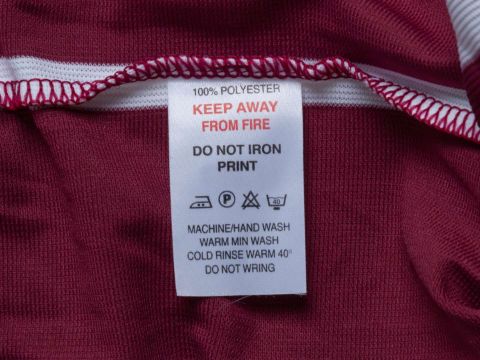 100% POLYESTER
KEEP AWAY
FROM FIRE
DO NOT IRON
PRINT
P 40
MACHINE/HAND WASH
WARM MIN WASH
COLD RINSE WARM 40°
DO NOT WRING